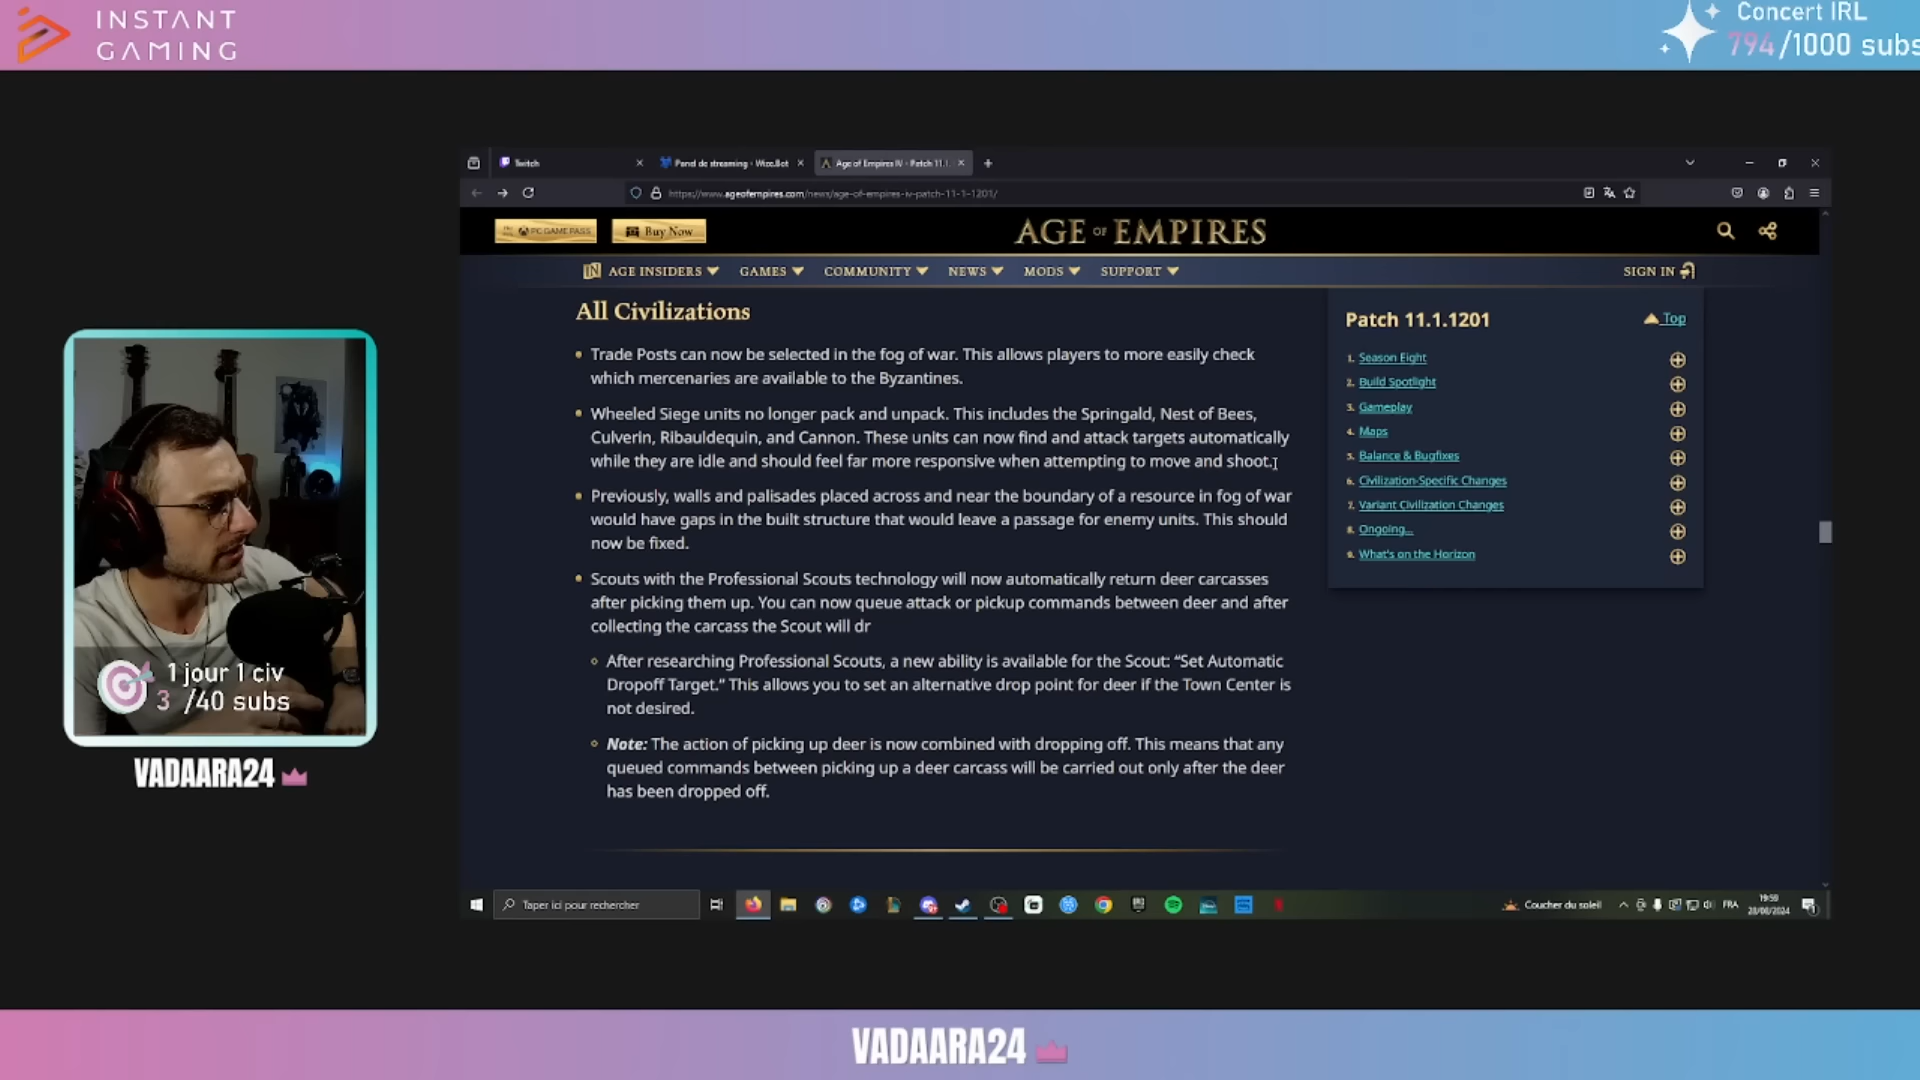 INSTANT
GAMING
Concert IRL
794/1000 subs
Twitch
Panel de streaming - WizeBot
Age of Empires IV - Patch 11.1
https://www.ageofempires.com/news/age-of-empires-iv-patch-11-1-1201/
PC GAME PASS
Buy Now
AGE OF EMPIRES
AGE INSIDERS
GAMES
COMMUNITY
NEWS
MODS
SUPPORT
SIGN IN
All Civilizations
Trade Posts can now be selected in the fog of war. This allows players to more easily check
which mercenaries are available to the Byzantines.
Wheeled Siege units no longer pack and unpack. This includes the Springald, Nest of Bees,
Culverin, Ribauldequin, and Cannon. These units can now find and attack targets automatically
while they are idle and should feel far more responsive when attempting to move and shoot.
Previously, walls and palisades placed across and near the boundary of a resource in fog of war
would have gaps in the built structure that would leave a passage for enemy units. This should
now be fixed.
Scouts with the Professional Scouts technology will now automatically return deer carcasses
after picking them up. You can now queue attack or pickup commands between deer and after
collecting the carcass the Scout will dr
After researching Professional Scouts, a new ability is available for the Scout: “Set Automatic
Dropoff Target.” This allows you to set an alternative drop point for deer if the Town Center is
not desired.
Note: The action of picking up deer is now combined with dropping off. This means that any
queued commands between picking up a deer carcass will be carried out only after the deer
has been dropped off.
Patch 11.1.1201
Top
1. Season Eight
2. Build Spotlight
3. Gameplay
4. Maps
5. Balance & Bugfixes
6. Civilization-Specific Changes
7. Variant Civilization Changes
8. Ongoing...
9. What's on the Horizon
1 jour 1 civ
3 /40 subs
VADAARA24
Taper ici pour rechercher
Coucher du soleil
FRA
19:59
28/08/2024
VADAARA24